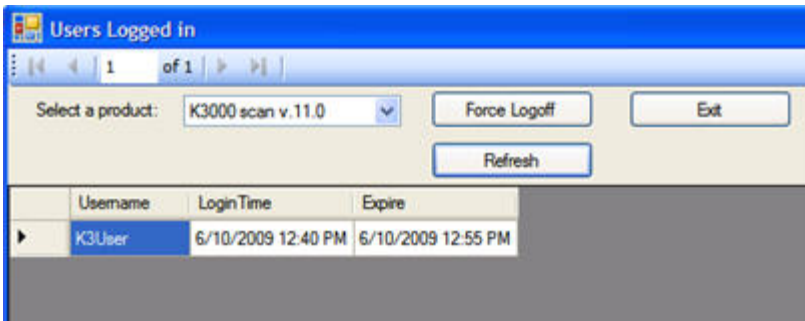 Users Logged in
1 of 1
Select a product: K3000 scan v.11.0 Force Logoff Exit
Refresh
Username LoginTime Expire
K3User 6/10/2009 12:40 PM 6/10/2009 12:55 PM